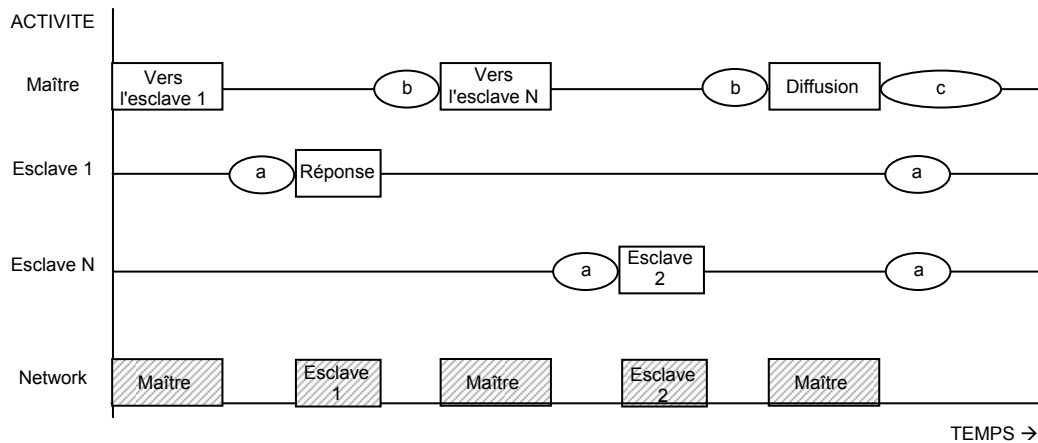 ACTIVITE
Maître
Vers
l'esclave 1
b
Vers
l'esclave N
b
Diffusion
c
Esclave 1
a
Réponse
a
Esclave N
a
Esclave
2
a
Network
Maître
Esclave
1
Maître
Esclave
2
Maître
TEMPS →